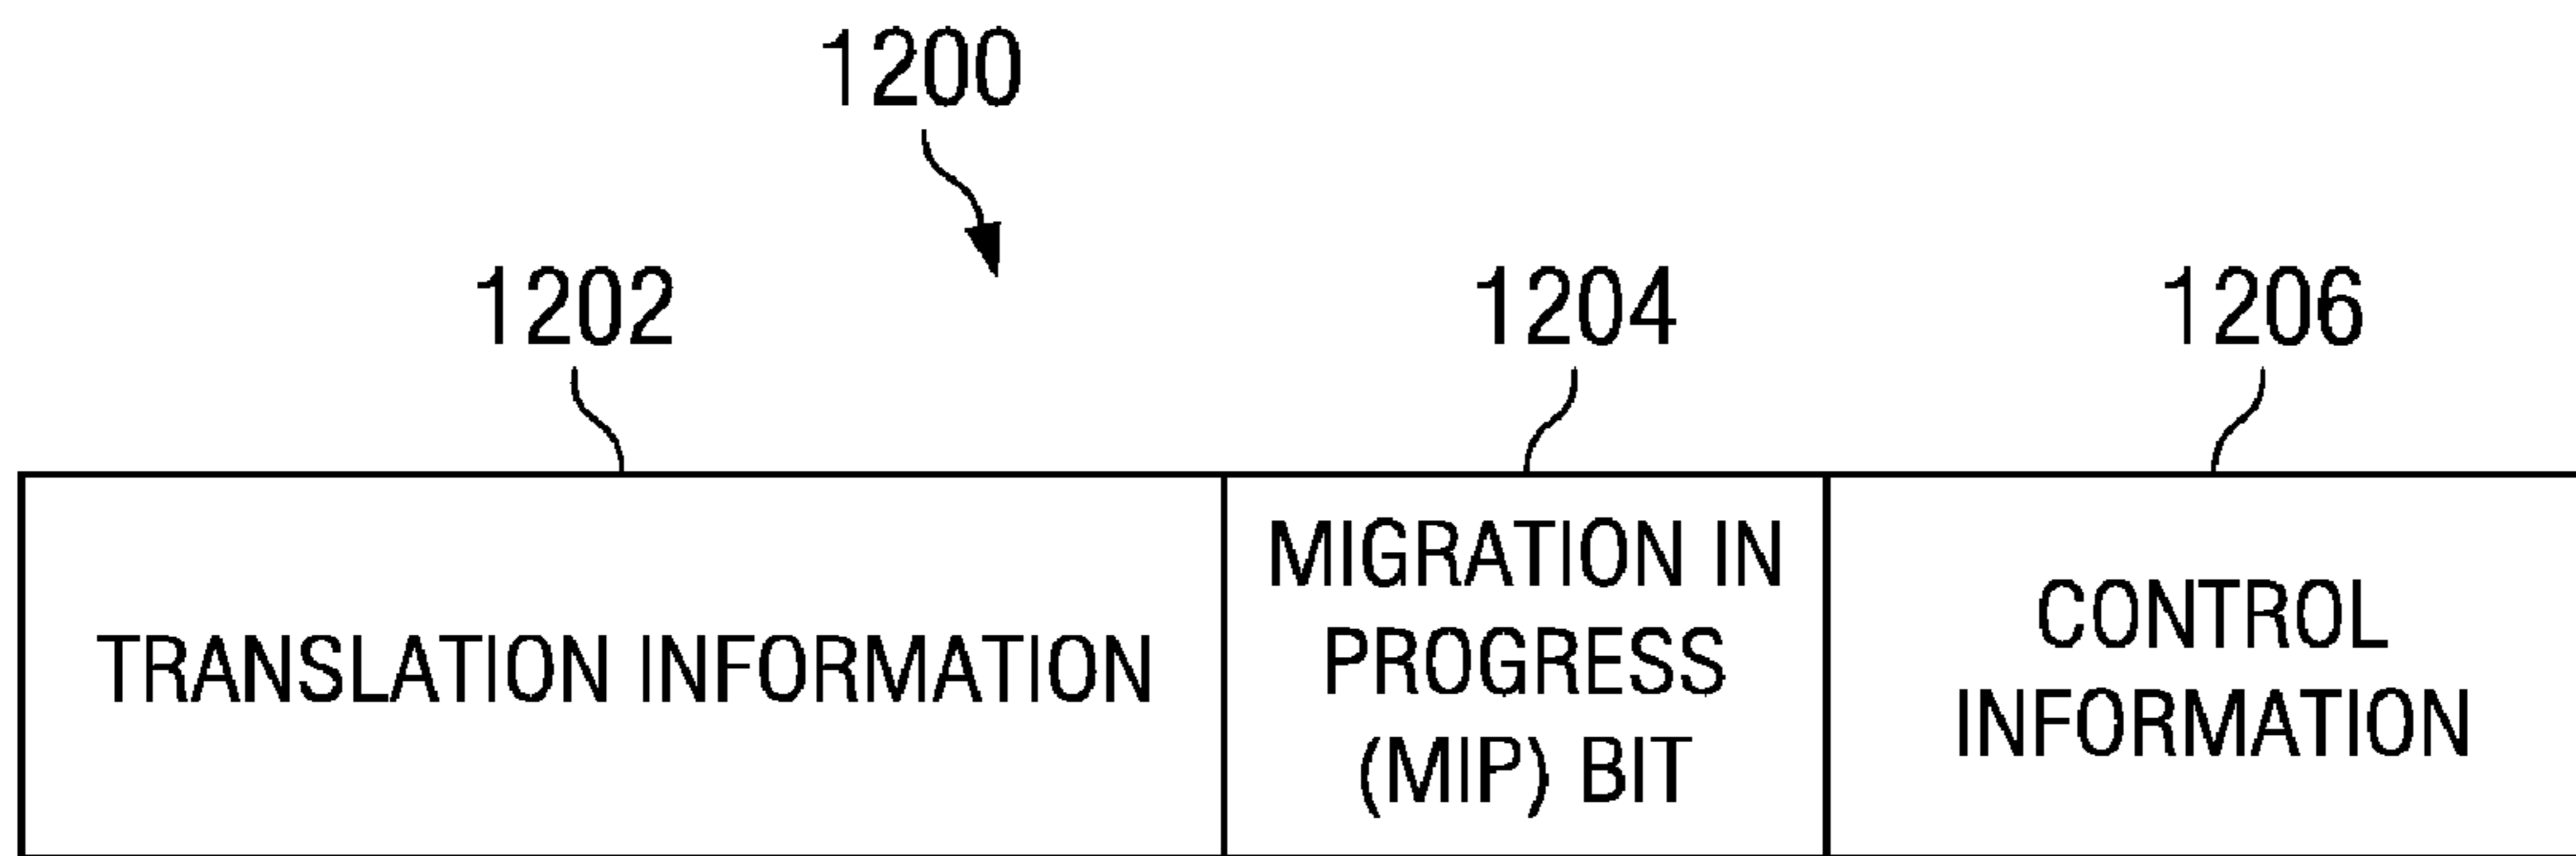 1200
1202
1204
1206
TRANSLATION INFORMATION
MIGRATION IN
PROGRESS
(MIP) BIT
CONTROL
INFORMATION